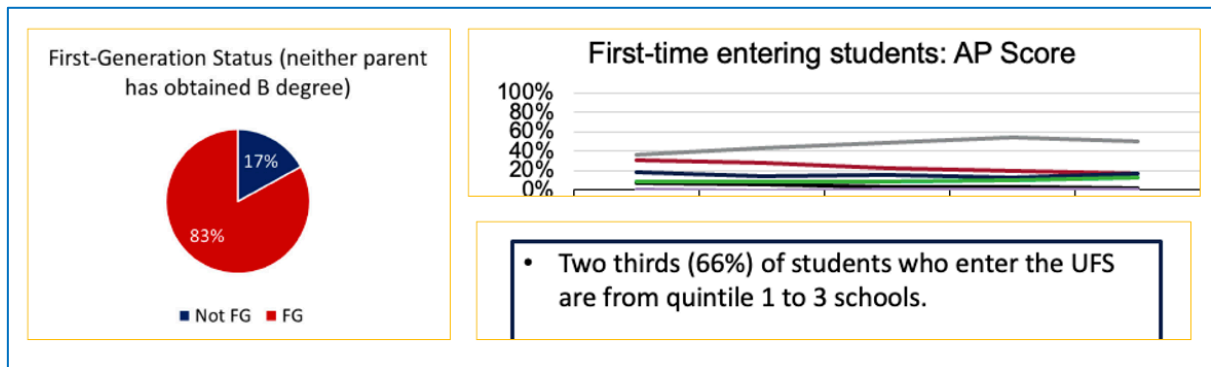 First-Generation Status (neither parent
has obtained B degree)
17%
83%
Not FG FG
First-time entering students: AP Score
100%
80%
60%
40%
20%
0%
• Two thirds (66%) of students who enter the UFS
are from quintile 1 to 3 schools.